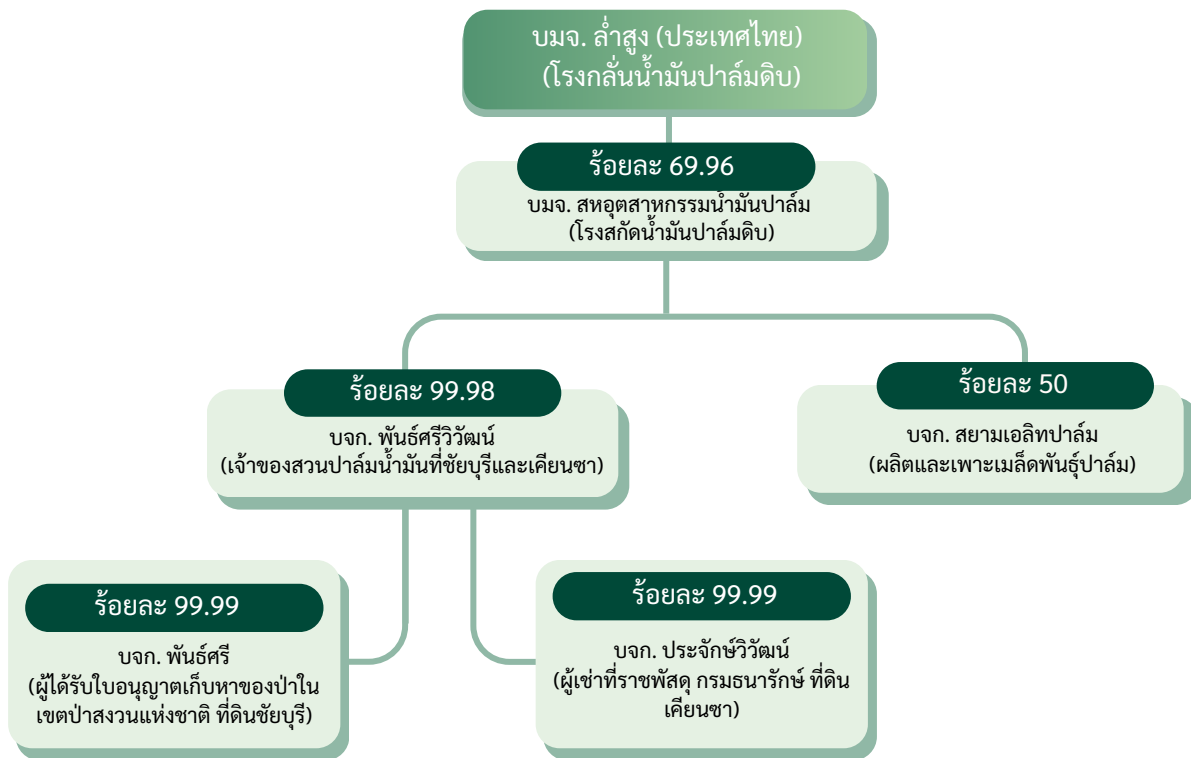 บมจ. ล่ำสูง (ประเทศไทย)
(โรงกลั่นน้ำมันปาล์มดิบ)
ร้อยละ 69.96
บมจ. สหอุตสาหกรรมน้ำมันปาล์ม
(โรงสกัดน้ำมันปาล์มดิบ)
ร้อยละ 99.98
บจก. พันธ์ศรีวิวัฒน์
(เจ้าของสวนปาล์มน้ำมันที่ชัยบุรีและเคียนซา)
ร้อยละ 50
บจก. สยามเอลิทปาล์ม
(ผลิตและเพาะเมล็ดพันธุ์ปาล์ม)
ร้อยละ 99.99
บจก. พันธ์ศรี
(ผู้ได้รับใบอนุญาตเก็บหาของป่าใน
เขตป่าสงวนแห่งชาติ ที่ดินชัยบุรี)
ร้อยละ 99.99
บจก. ประจักษ์วิวัฒน์
(ผู้เช่าที่ราชพัสดุ กรมธนารักษ์ ที่ดิน
เคียนซา)